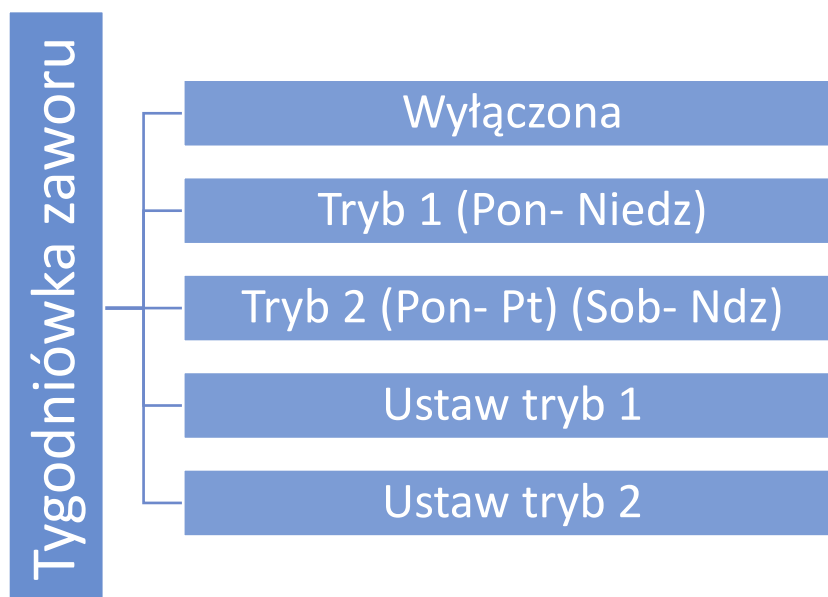 Tygodniówka zaworu
Wyłączona
Tryb 1 (Pon- Niedz)
Tryb 2 (Pon- Pt) (Sob- Ndz)
Ustaw tryb 1
Ustaw tryb 2